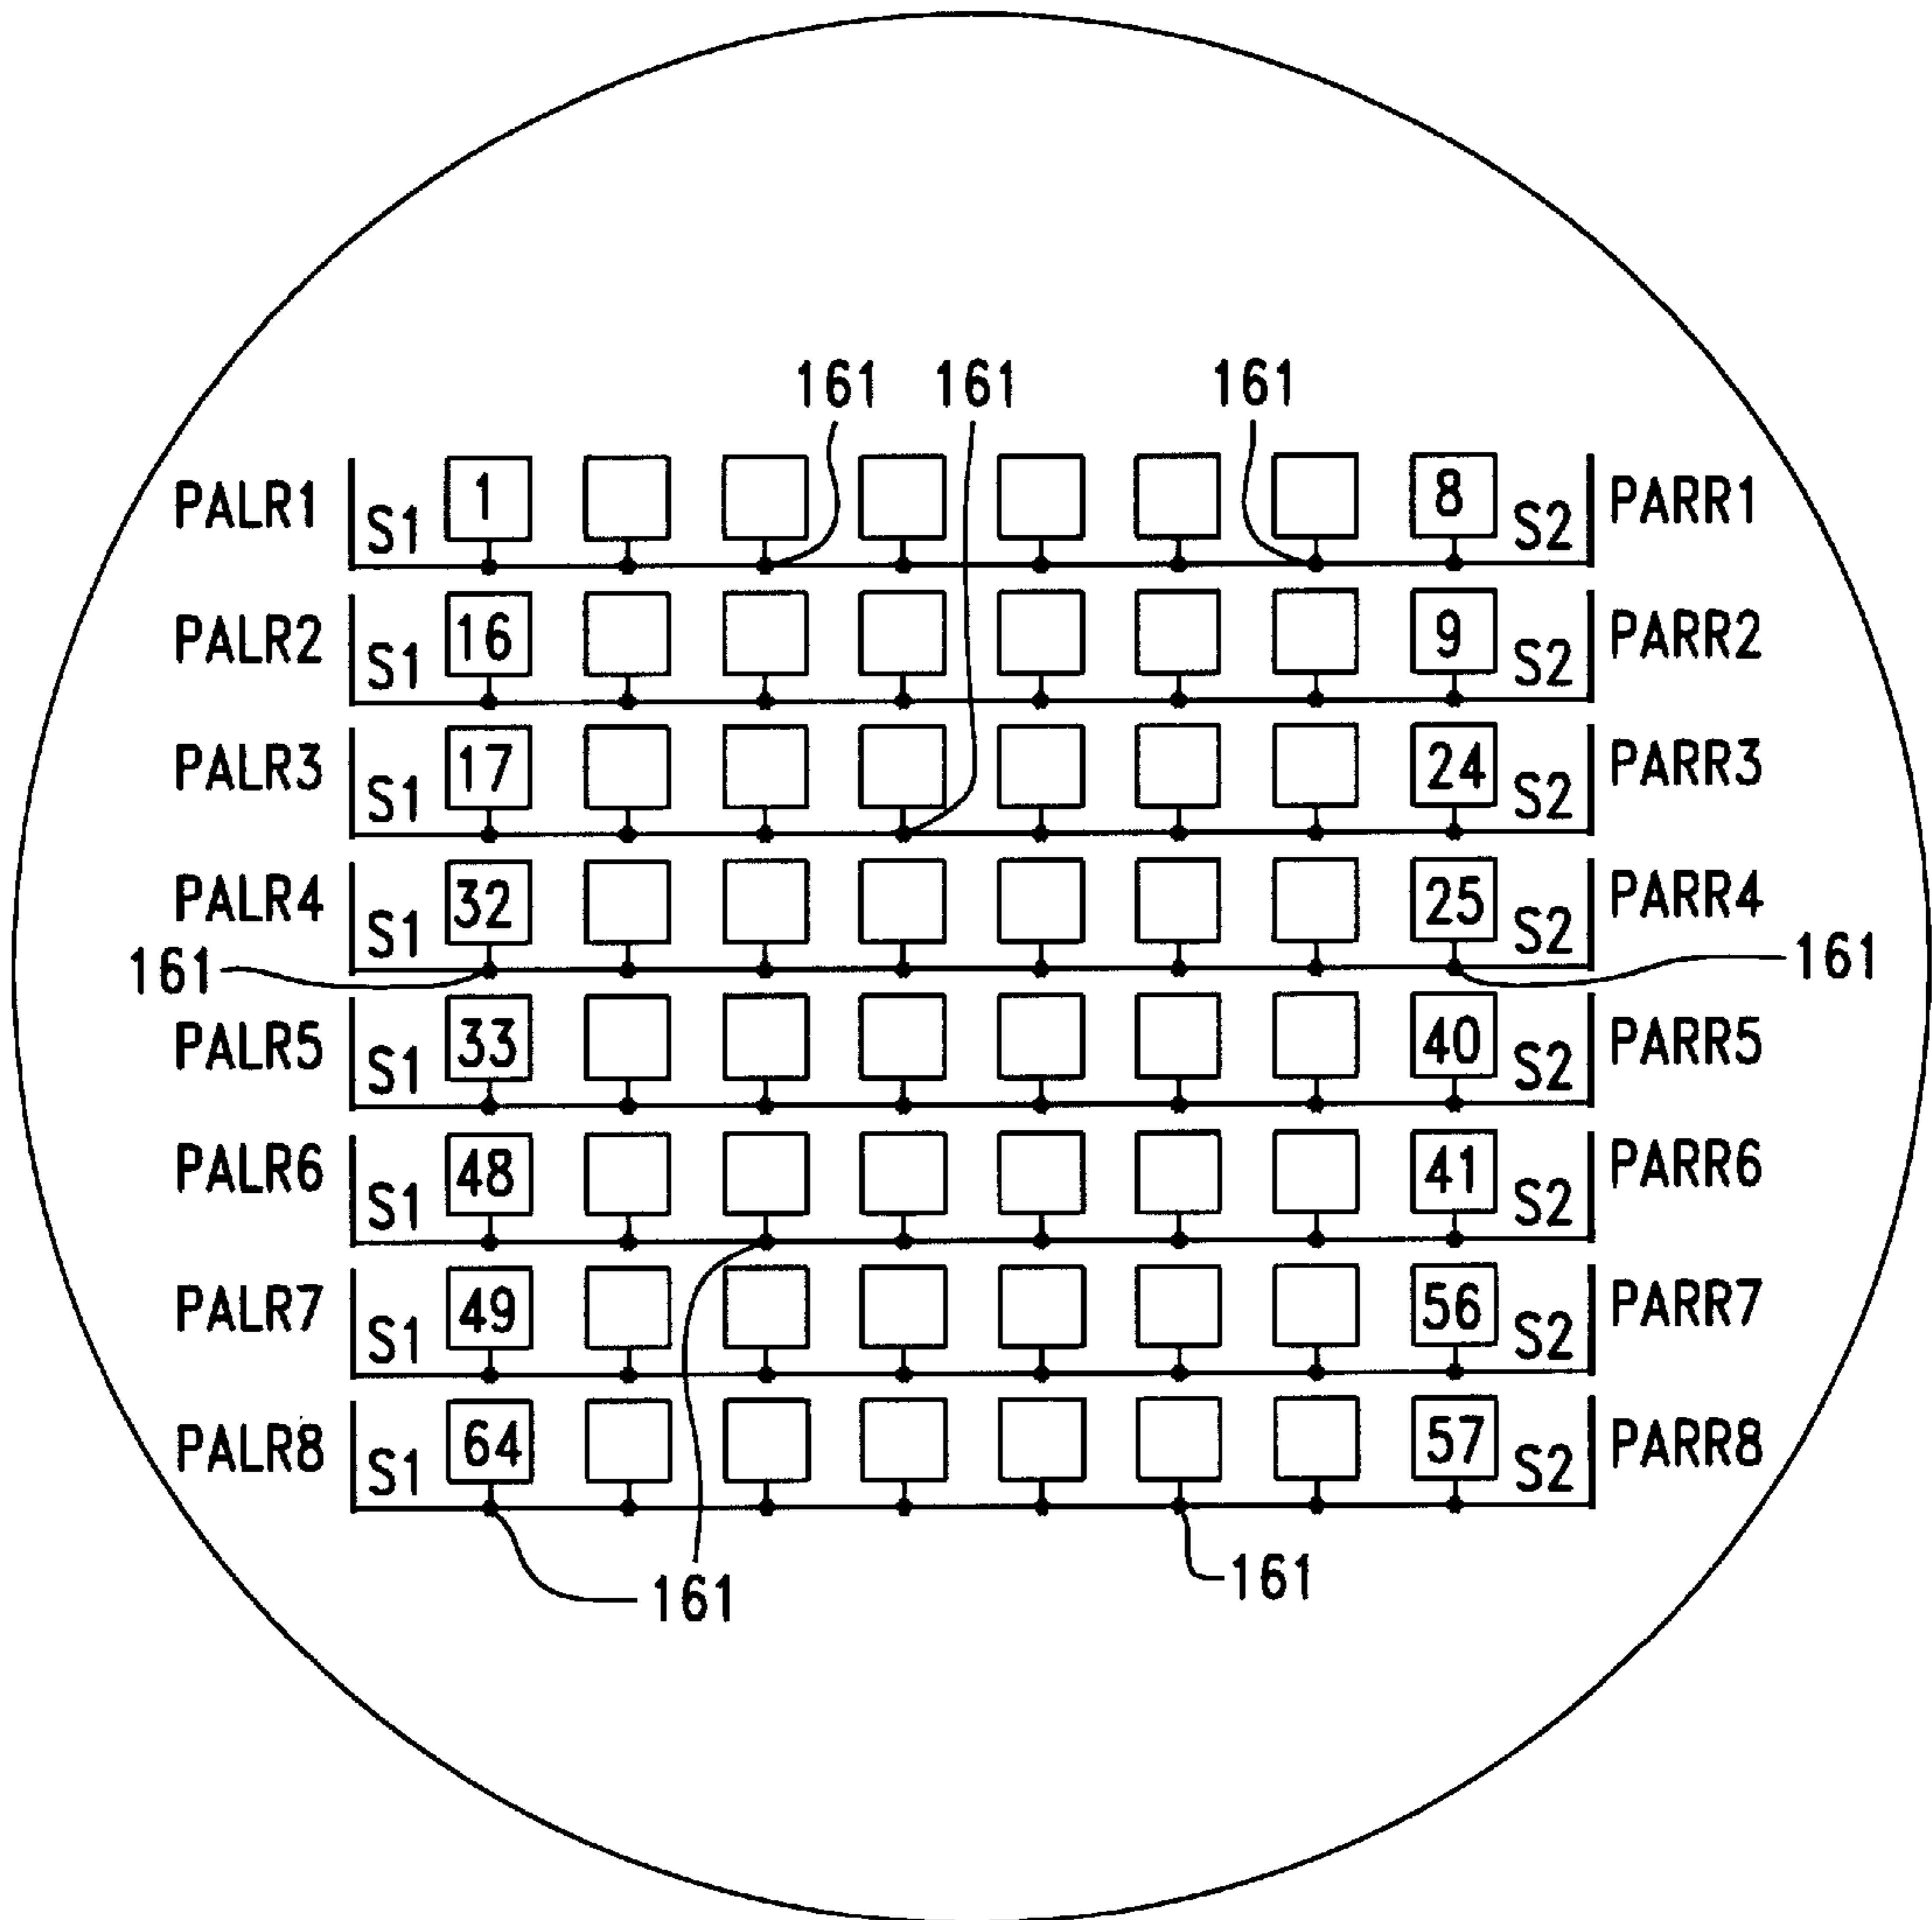 161 161 161
PALR1 S1 1 8 S2 PARR1
PALR2 S1 16 9 S2 PARR2
PALR3 S1 17 24 S2 PARR3
PALR4 S1 32 25 S2 PARR4
161 161
PALR5 S1 33 40 S2 PARR5
PALR6 S1 48 41 S2 PARR6
PALR7 S1 49 56 S2 PARR7
PALR8 S1 64 57 S2 PARR8
161 161